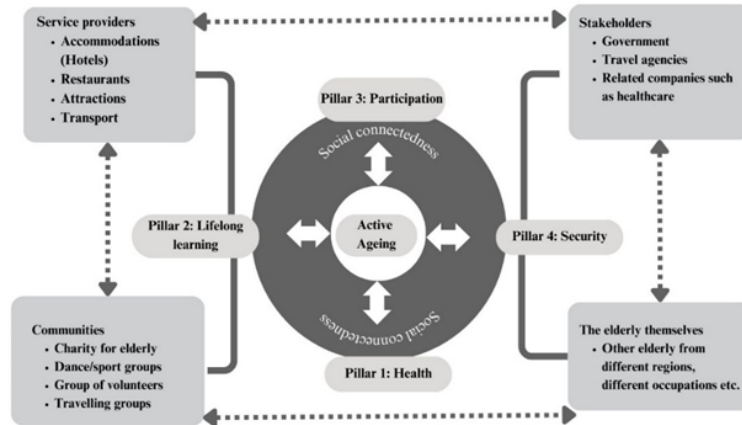 Service providers
• Accommodations
(Hotels)
• Restaurants
• Attractions
• Transport
Stakeholders
• Government
• Travel agencies
• Related companies such
as healthcare
Pillar 3: Participation
Social connectedness
Pillar 2: Lifelong
learning
Active
Ageing
Pillar 4: Security
Social connectedness
Pillar 1: Health
Communities
• Charity for elderly
• Dance/sport groups
• Group of volunteers
• Travelling groups
The elderly themselves
• Other elderly from
different regions,
different occupations etc.